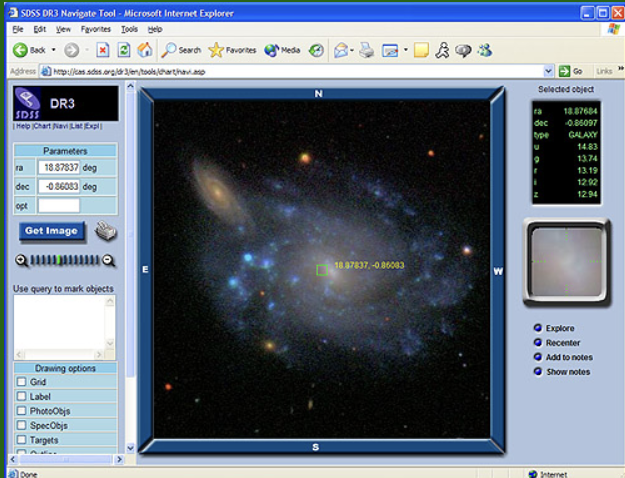 SDSS DR3 Navigate Tool - Microsoft Internet Explorer
File Edit View Favorites Tools Help
Back Search Favorites Media
Address http://cas.sdss.org/dr3/en/tools/chart/navi.asp Go Links »
SDSS DR3
| Help |Chart |Navi |List |Expl |
Parameters
ra 18.87837 deg
dec -0.86083 deg
opt
Get Image
Use query to mark objects
Drawing options
Grid
Label
PhotoObjs
SpecObjs
Targets
Outline
N
E
W
S
18.87837,-0.86083
Selected object
ra 18.87684
dec -0.86097
type GALAXY
u 14.83
g 13.74
r 13.19
i 12.92
z 12.94
Explore
Recenter
Add to notes
Show notes
Done Internet